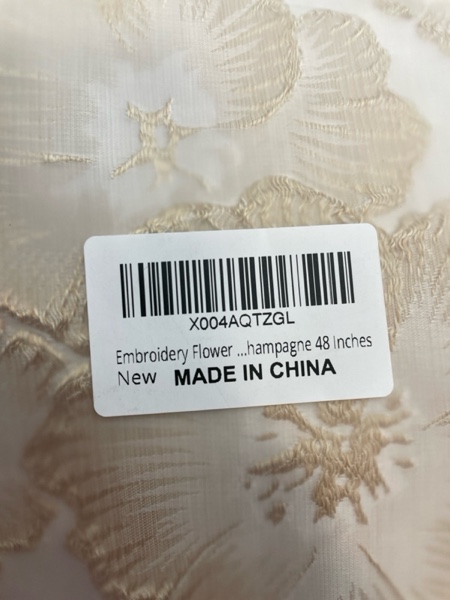 X004AQTZGL
Embroidery Flower ...hampagne 48 Inches
New MADE IN CHINA